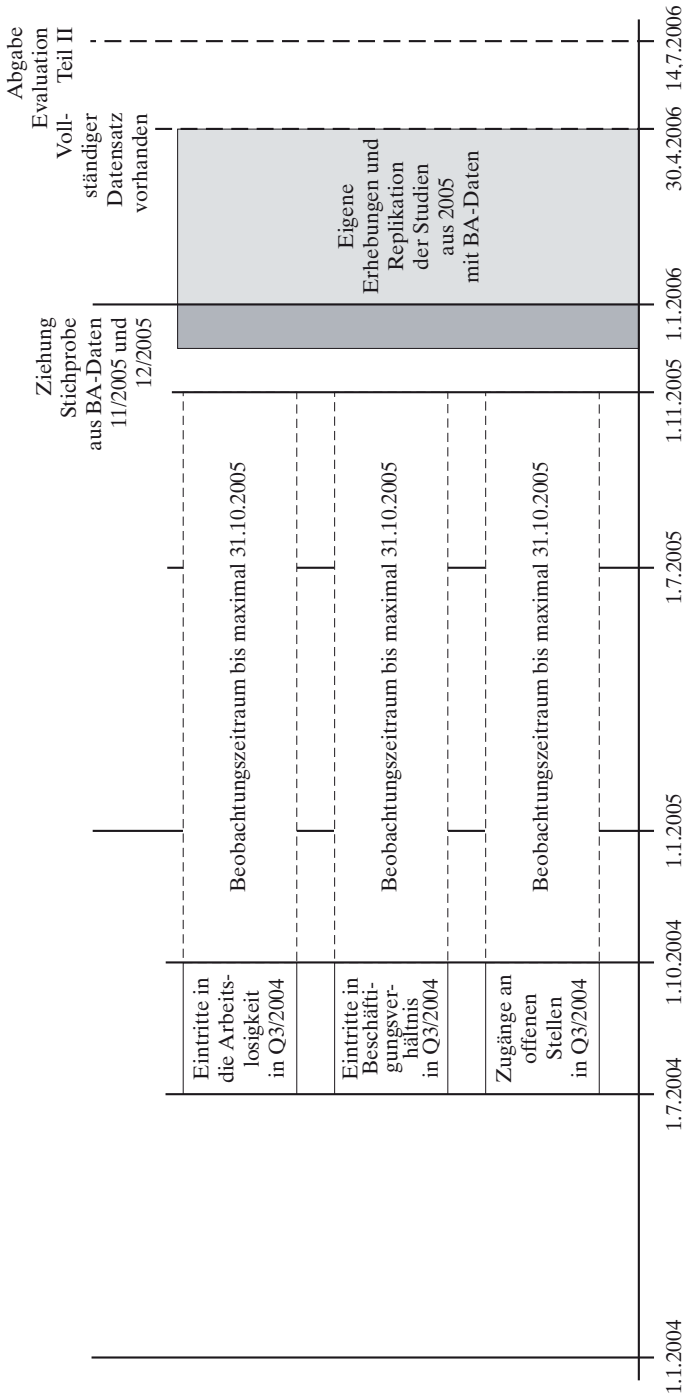 Ziehung
Stichprobe
aus BA-Daten
11/2005 und
12/2005
Voll-
ständiger
Datensatz
vorhanden
Abgabe
Evaluation
Teil II
Eintritte in
die Arbeits-
losigkeit
in Q3/2004
Beobachtungszeitraum bis maximal 31.10.2005
Eintritte in
Beschäfti-
gungsver-
hältnis
in Q3/2004
Beobachtungszeitraum bis maximal 31.10.2005
Zugänge an
offenen
Stellen
in Q3/2004
Beobachtungszeitraum bis maximal 31.10.2005
Eigene
Erhebungen und
Replikation
der Studien
aus 2005
mit BA-Daten
1.1.2004
1.7.2004
1.10.2004
1.1.2005
1.7.2005
1.11.2005
1.1.2006
30.4.2006
14.7.2006